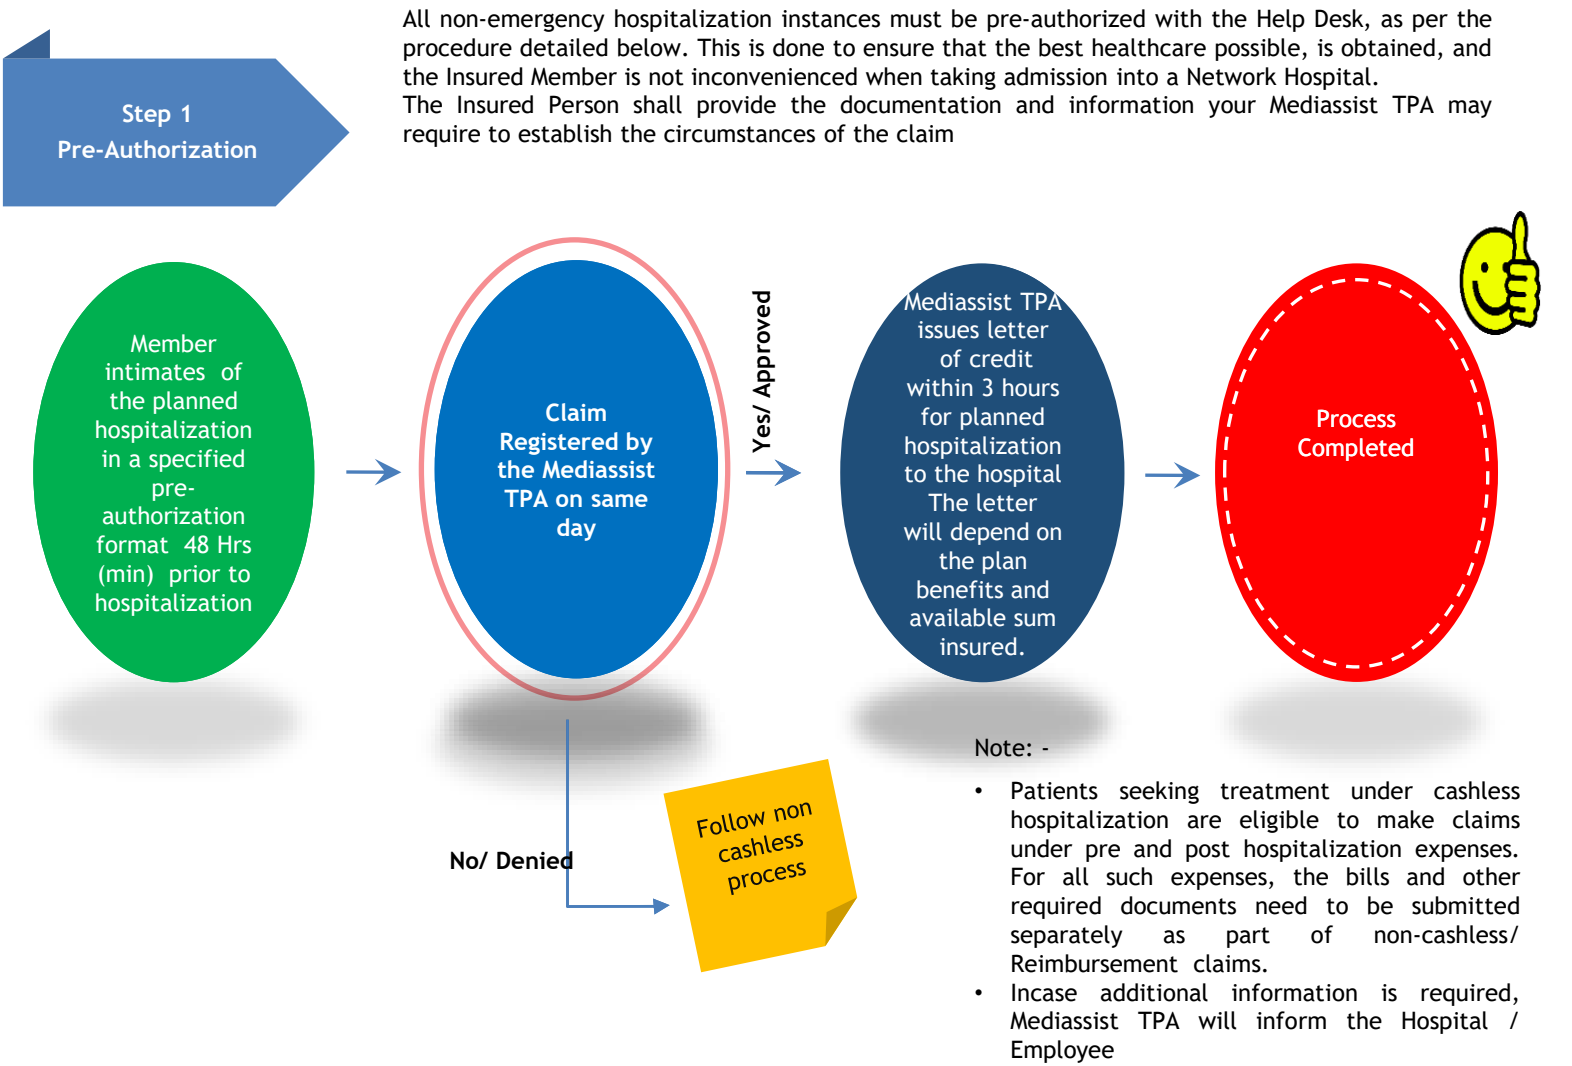 All non-emergency hospitalization instances must be pre-authorized with the Help Desk, as per the
procedure detailed below. This is done to ensure that the best healthcare possible, is obtained, and
the Insured Member is not inconvenienced when taking admission into a Network Hospital.
The Insured Person shall provide the documentation and information your Mediassist TPA may
require to establish the circumstances of the claim
Step 1
Pre-Authorization
Member
intimates of
the planned
hospitalization
in a specified
pre-
authorization
format 48 Hrs
(min) prior to
hospitalization
Claim
Registered by
the Mediassist
TPA on same
day
Yes/ Approved
Mediassist TPA
issues letter
of credit
within 3 hours
for planned
hospitalization
to the hospital
The letter
will depend on
the plan
benefits and
available sum
insured.
Process
Completed
No/ Denied
Follow non
cashless
process
Note: -
• Patients seeking treatment under cashless
hospitalization are eligible to make claims
under pre and post hospitalization expenses.
For all such expenses, the bills and other
required documents need to be submitted
separately as part of non-cashless/
Reimbursement claims.
• Incase additional information is required,
Mediassist TPA will inform the Hospital /
Employee